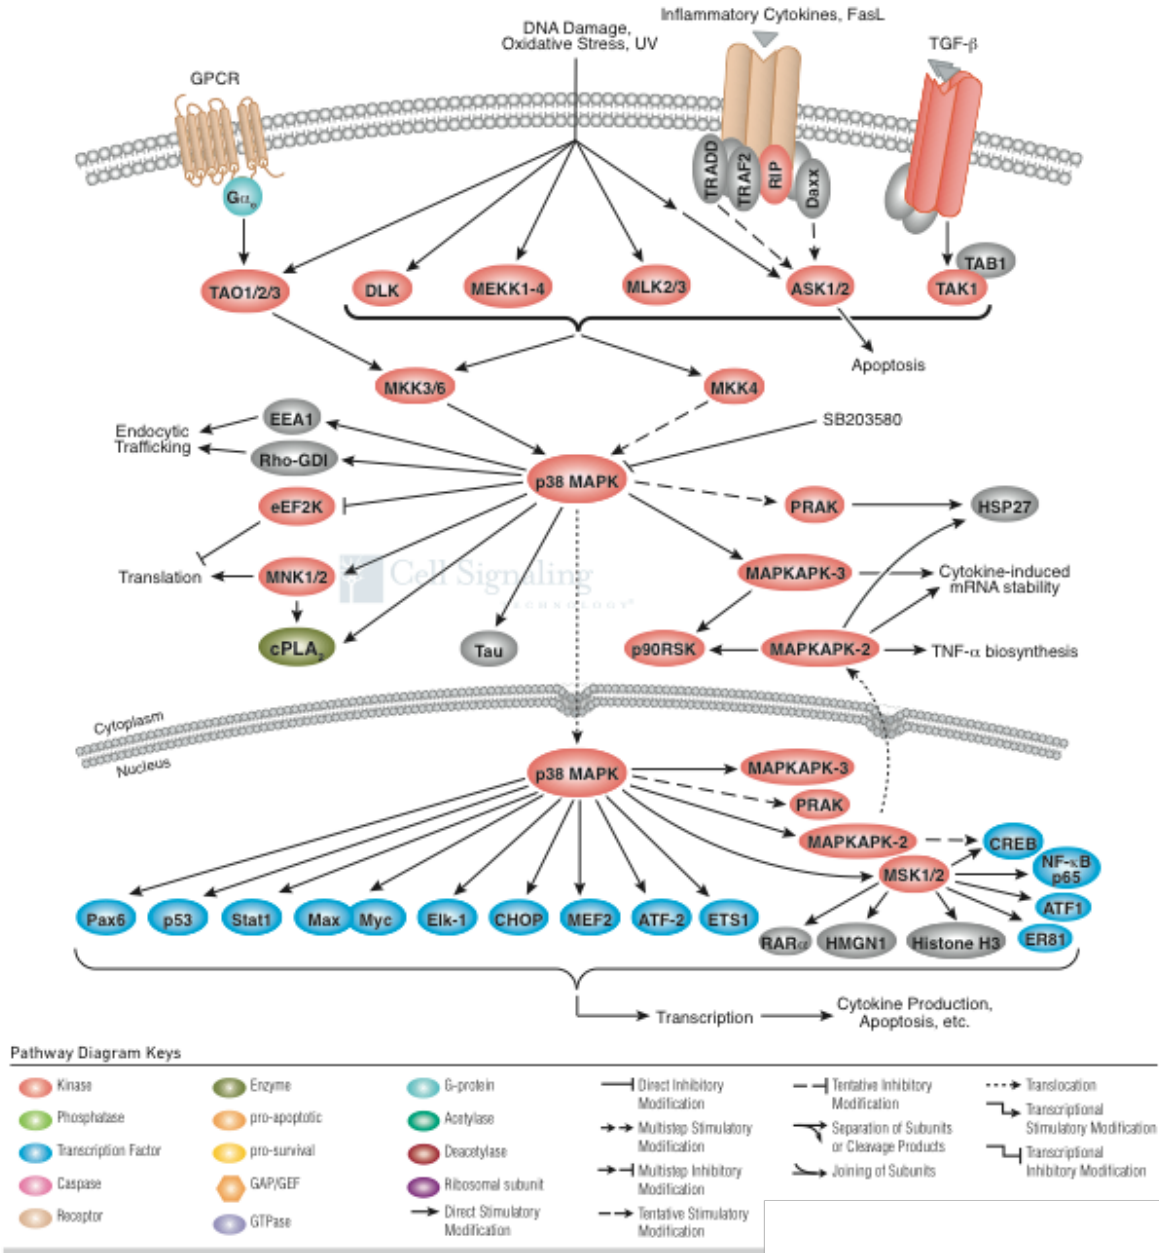 Inflammatory Cytokines, FasL
DNA Damage,
Oxidative Stress, UV
TGF-β
GPCR
TRADD
TRAF2
RIP
Daxx
Gαo
TAB1
TAO1/2/3
DLK
MEKK1-4
MLK2/3
ASK1/2
TAK1
Apoptosis
MKK3/6
MKK4
EEA1
SB203580
Endocytic
Trafficking
Rho-GDI
p38 MAPK
eEF2K
PRAK
HSP27
Translation
MNK1/2
Cell Signaling
TECHNOLOGY®
MAPKAPK-3
Cytokine-induced
mRNA stability
cPLA2
Tau
p90RSK
MAPKAPK-2
TNF-α biosynthesis
Cytoplasm
Nucleus
p38 MAPK
MAPKAPK-3
PRAK
MAPKAPK-2
CREB
MSK1/2
NF-κB
p65
Pax6
p53
Stat1
Max
Myc
Elk-1
CHOP
MEF2
ATF-2
ETS1
ATF1
RARα
HMGN1
Histone H3
ER81
Transcription
Cytokine Production,
Apoptosis, etc.
Pathway Diagram Keys
Kinase
Phosphatase
Transcription Factor
Caspase
Receptor
Enzyme
pro-apoptotic
pro-survival
GAP/GEF
GTPase
G-protein
Acetylase
Deacetylase
Ribosomal subunit
Direct Stimulatory
Modification
Direct Inhibitory
Modification
Multistep Stimulatory
Modification
Multistep Inhibitory
Modification
Tentative Stimulatory
Modification
Tentative Inhibitory
Modification
Separation of Subunits
or Cleavage Products
Joining of Subunits
Translocation
Transcriptional
Stimulatory Modification
Transcriptional
Inhibitory Modification